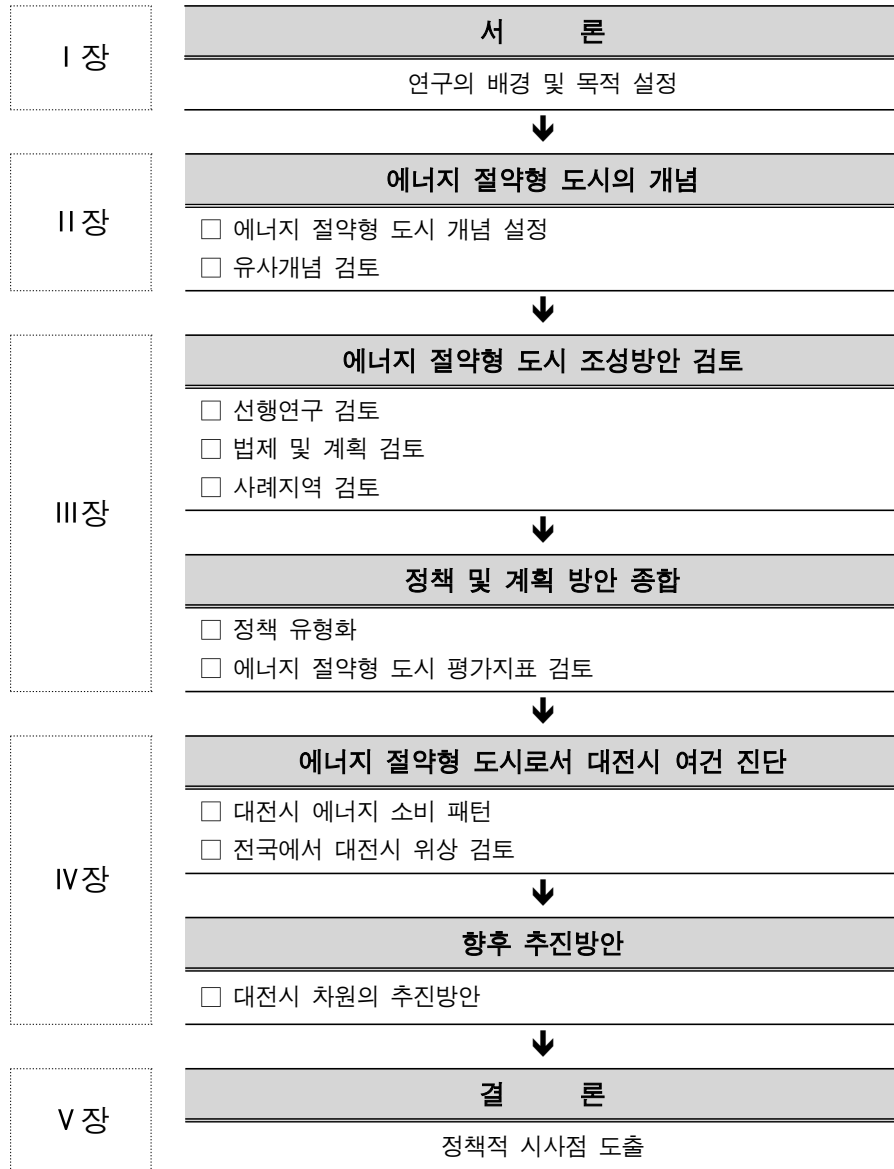 Ⅰ장
서 론
연구의 배경 및 목적 설정
Ⅱ장
에너지 절약형 도시의 개념
□ 에너지 절약형 도시 개념 설정
□ 유사개념 검토
Ⅲ장
에너지 절약형 도시 조성방안 검토
□ 선행연구 검토
□ 법제 및 계획 검토
□ 사례지역 검토
정책 및 계획 방안 종합
□ 정책 유형화
□ 에너지 절약형 도시 평가지표 검토
Ⅳ장
에너지 절약형 도시로서 대전시 여건 진단
□ 대전시 에너지 소비 패턴
□ 전국에서 대전시 위상 검토
향후 추진방안
□ 대전시 차원의 추진방안
Ⅴ장
결 론
정책적 시사점 도출